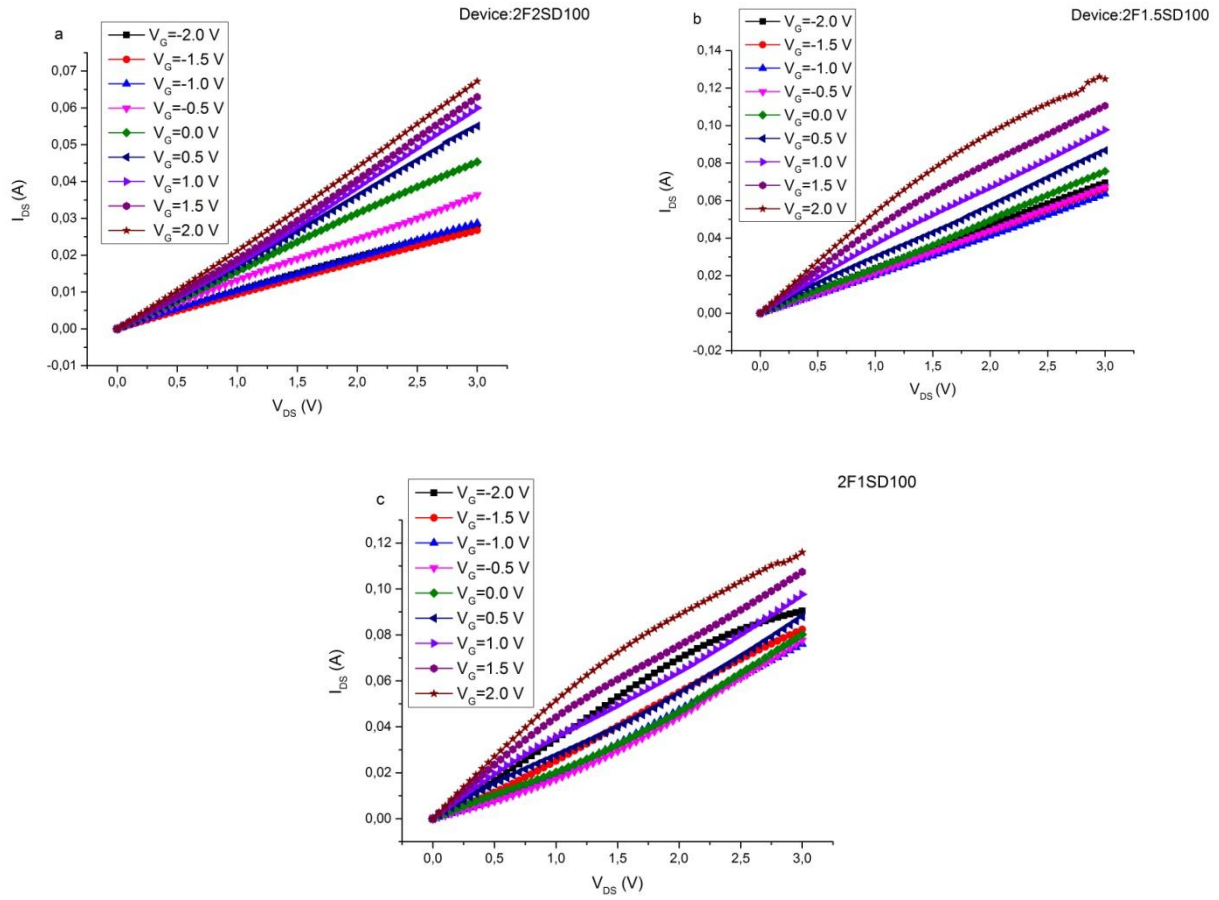 a
Device:2F2SD100
V_G=-2.0 V
V_G=-1.5 V
V_G=-1.0 V
V_G=-0.5 V
V_G=0.0 V
V_G=0.5 V
V_G=1.0 V
V_G=1.5 V
V_G=2.0 V
0,07
0,06
0,05
0,04
0,03
0,02
0,01
0,00
-0,01
I_DS (A)
0,0 0,5 1,0 1,5 2,0 2,5 3,0
V_DS (V)
b
Device:2F1.5SD100
V_G=-2.0 V
V_G=-1.5 V
V_G=-1.0 V
V_G=-0.5 V
V_G=0.0 V
V_G=0.5 V
V_G=1.0 V
V_G=1.5 V
V_G=2.0 V
0,14
0,12
0,10
0,08
0,06
0,04
0,02
0,00
-0,02
I_DS (A)
0,0 0,5 1,0 1,5 2,0 2,5 3,0
V_DS (V)
c
2F1SD100
V_G=-2.0 V
V_G=-1.5 V
V_G=-1.0 V
V_G=-0.5 V
V_G=0.0 V
V_G=0.5 V
V_G=1.0 V
V_G=1.5 V
V_G=2.0 V
0,12
0,10
0,08
0,06
0,04
0,02
0,00
I_DS (A)
0,0 0,5 1,0 1,5 2,0 2,5 3,0
V_DS (V)